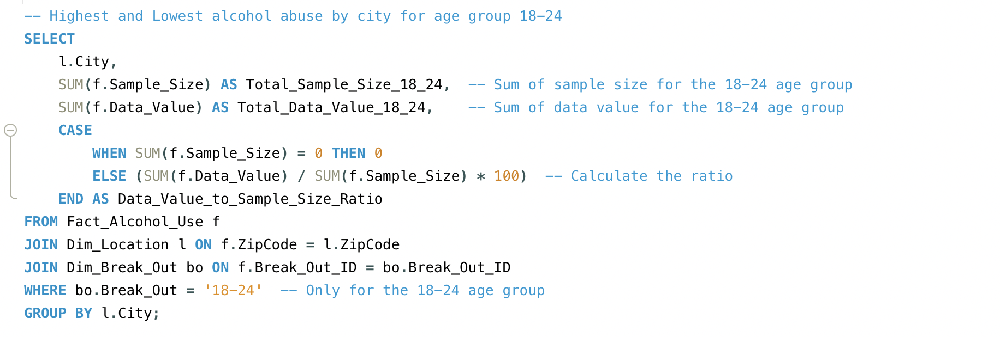 -- Highest and Lowest alcohol abuse by city for age group 18-24
SELECT
    l.City,
    SUM(f.Sample_Size) AS Total_Sample_Size_18_24,  -- Sum of sample size for the 18-24 age group
    SUM(f.Data_Value) AS Total_Data_Value_18_24,    -- Sum of data value for the 18-24 age group
    CASE
        WHEN SUM(f.Sample_Size) = 0 THEN 0
        ELSE (SUM(f.Data_Value) / SUM(f.Sample_Size) * 100)  -- Calculate the ratio
    END AS Data_Value_to_Sample_Size_Ratio
FROM Fact_Alcohol_Use f
JOIN Dim_Location l ON f.ZipCode = l.ZipCode
JOIN Dim_Break_Out bo ON f.Break_Out_ID = bo.Break_Out_ID
WHERE bo.Break_Out = '18-24'  -- Only for the 18-24 age group
GROUP BY l.City;